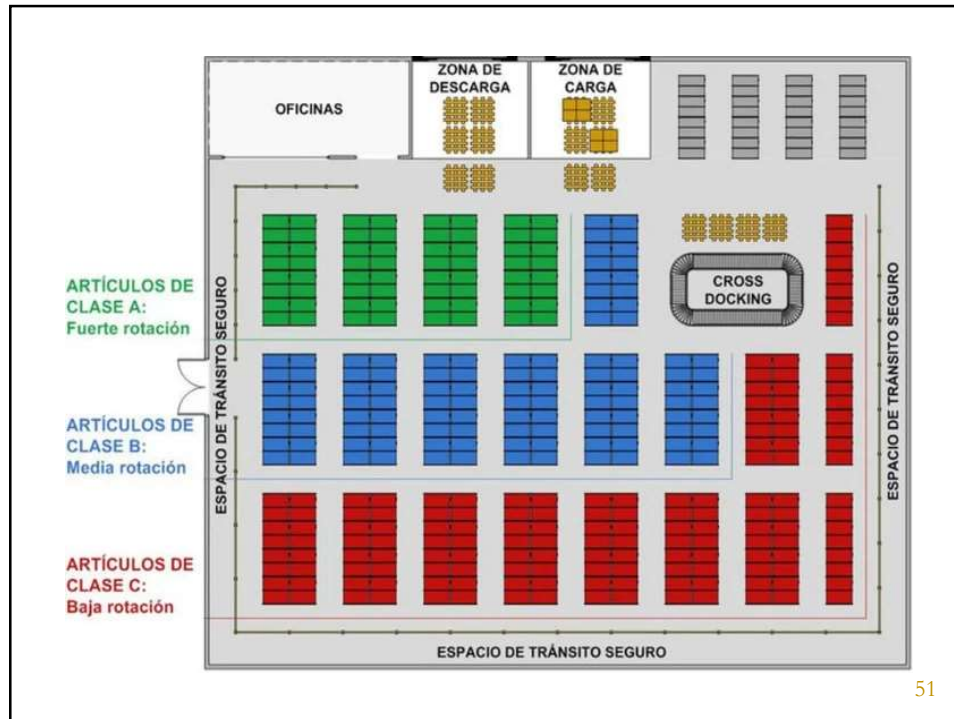 OFICINAS
ZONA DE
DESCARGA
ZONA DE
CARGA
CROSS
DOCKING
ARTÍCULOS DE
CLASE A:
Fuerte rotación
ARTÍCULOS DE
CLASE B:
Media rotación
ARTÍCULOS DE
CLASE C:
Baja rotación
ESPACIO DE TRÁNSITO SEGURO
ESPACIO DE TRÁNSITO SEGURO
ESPACIO DE TRÁNSITO SEGURO
51